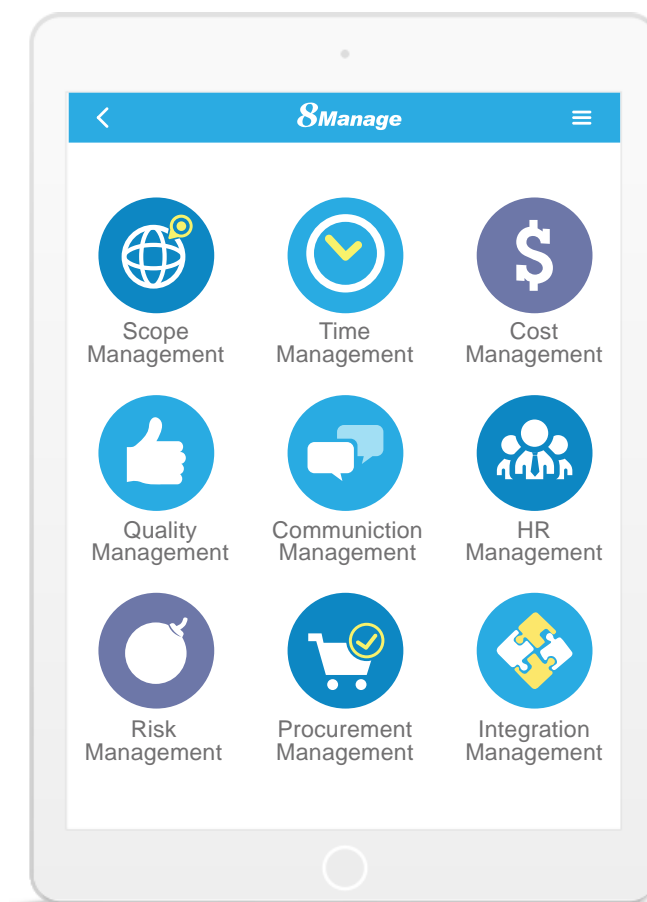 8Manage
Scope
Management
Time
Management
Cost
Management
Quality
Management
Communiction
Management
HR
Management
Risk
Management
Procurement
Management
Integration
Management